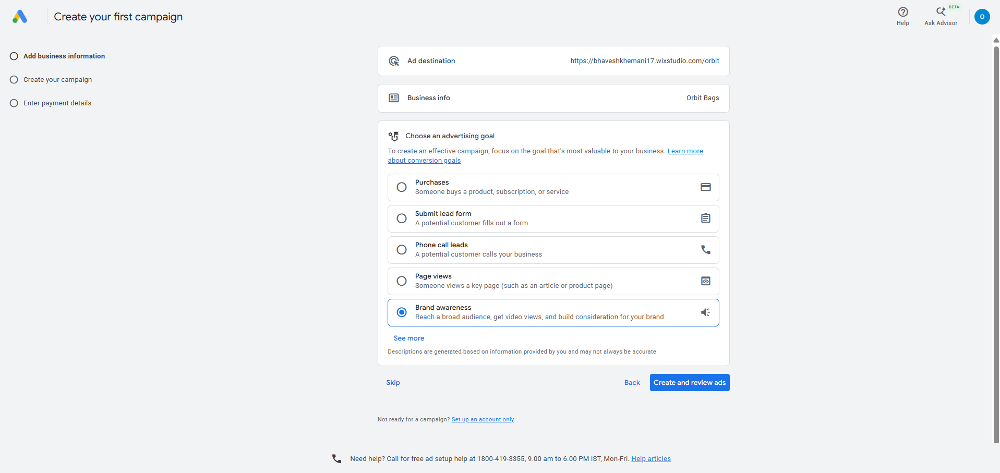 Create your first campaign
Help
Ask Advisor
BETA
O
Add business information
Create your campaign
Enter payment details
Ad destination
https://bhaveshkhemani17.wixstudio.com/orbit
Business info
Orbit Bags
Choose an advertising goal
To create an effective campaign, focus on the goal that's most valuable to your business. Learn more
about conversion goals
Purchases
Someone buys a product, subscription, or service
Submit lead form
A potential customer fills out a form
Phone call leads
A potential customer calls your business
Page views
Someone views a key page (such as an article or product page)
Brand awareness
Reach a broad audience, get video views, and build consideration for your brand
See more
Descriptions are generated based on information provided by you and may not always be accurate
Skip
Back
Create and review ads
Not ready for a campaign? Set up an account only
Need help? Call for free ad setup help at 1800-419-3355, 9.00 am to 6.00 PM IST, Mon-Fri. Help articles